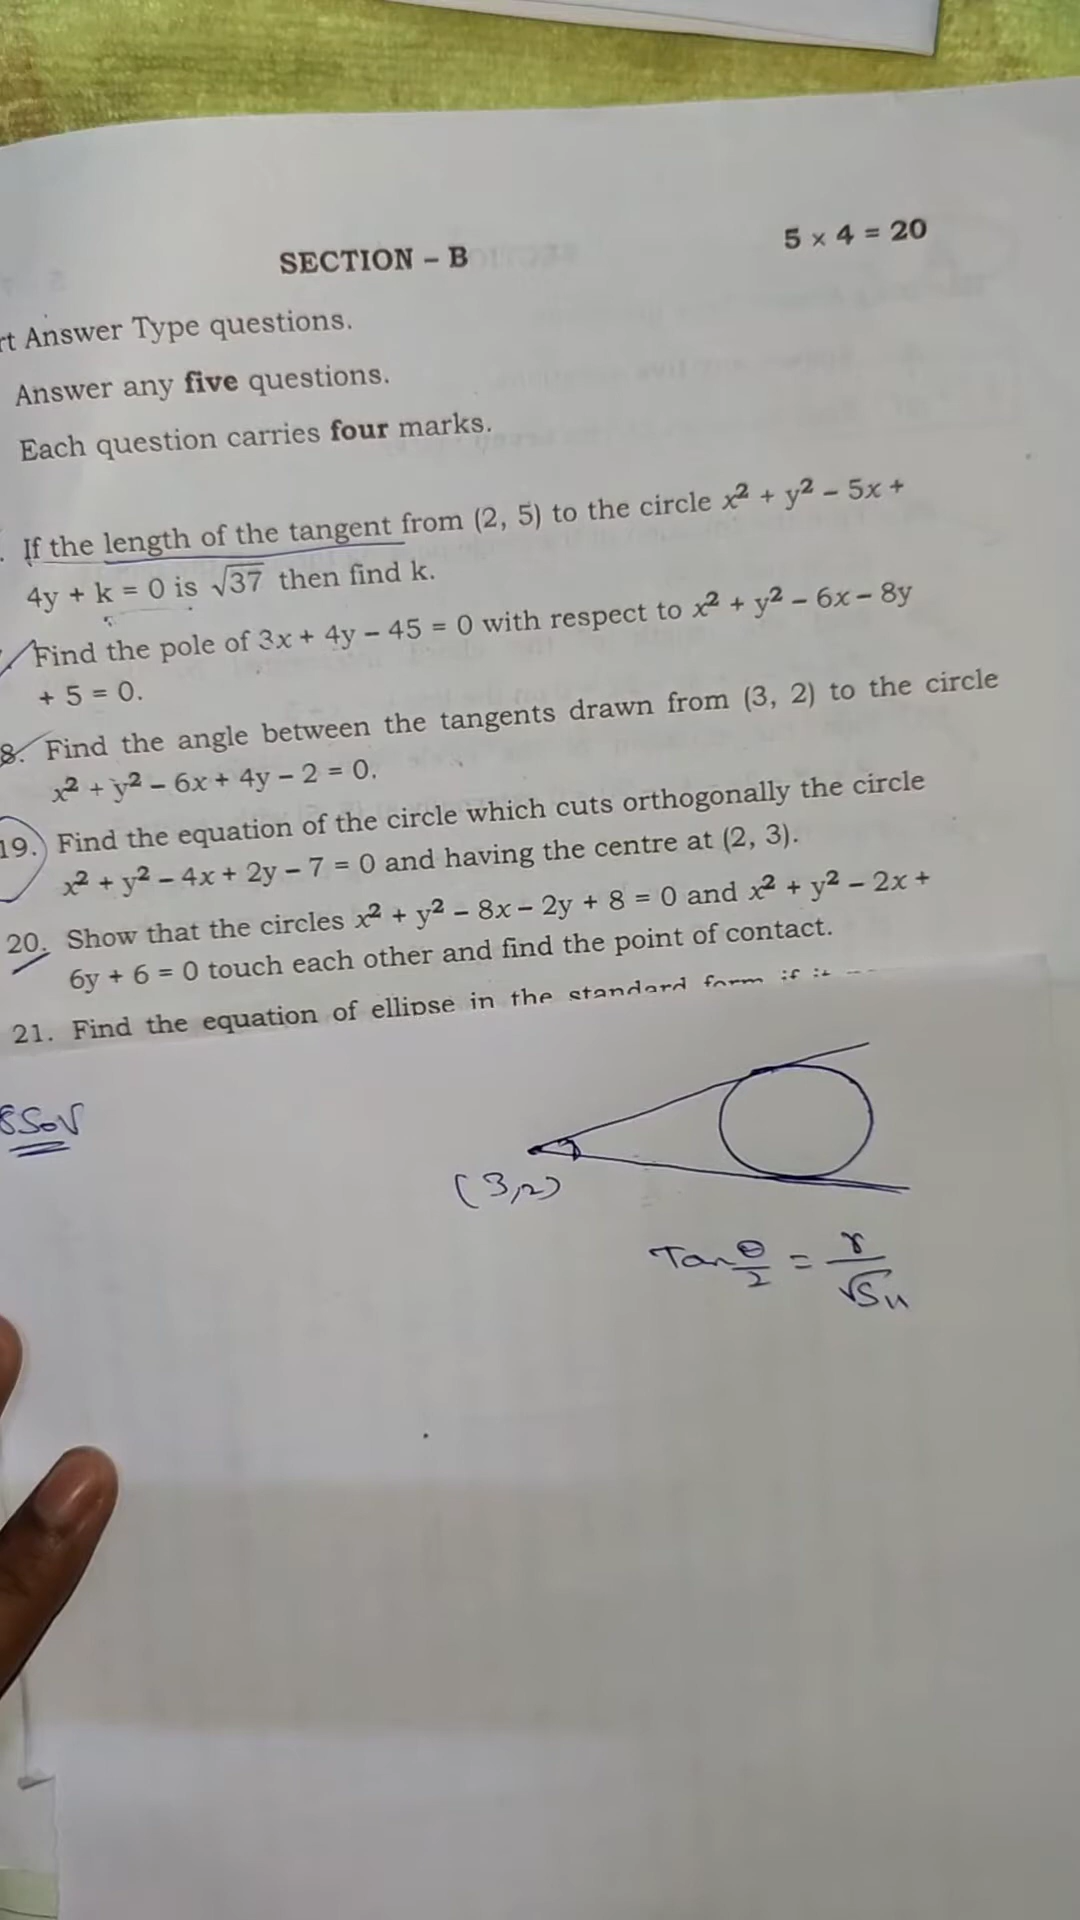 SECTION – B
5 × 4 = 20
rt Answer Type questions.
Answer any five questions.
Each question carries four marks.
. If the length of the tangent from (2, 5) to the circle x² + y² – 5x +
4y + k = 0 is √37 then find k.
. Find the pole of 3x + 4y – 45 = 0 with respect to x² + y² – 6x – 8y
+ 5 = 0.
8. Find the angle between the tangents drawn from (3, 2) to the circle
x² + y² – 6x + 4y – 2 = 0.
19. Find the equation of the circle which cuts orthogonally the circle
x² + y² – 4x + 2y – 7 = 0 and having the centre at (2, 3).
20. Show that the circles x² + y² – 8x – 2y + 8 = 0 and x² + y² – 2x +
6y + 6 = 0 touch each other and find the point of contact.
21. Find the equation of ellipse in the standard form if it
(3,2)
Tan θ/2 = r/√S₁₁